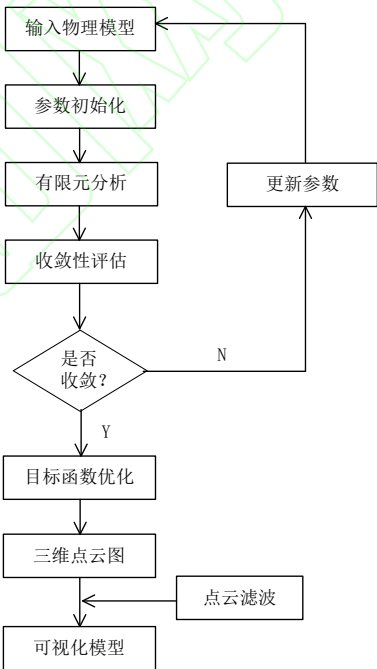 输入物理模型
参数初始化
有限元分析
更新参数
收敛性评估
是否
收敛?
N
Y
目标函数优化
三维点云图
点云滤波
可视化模型